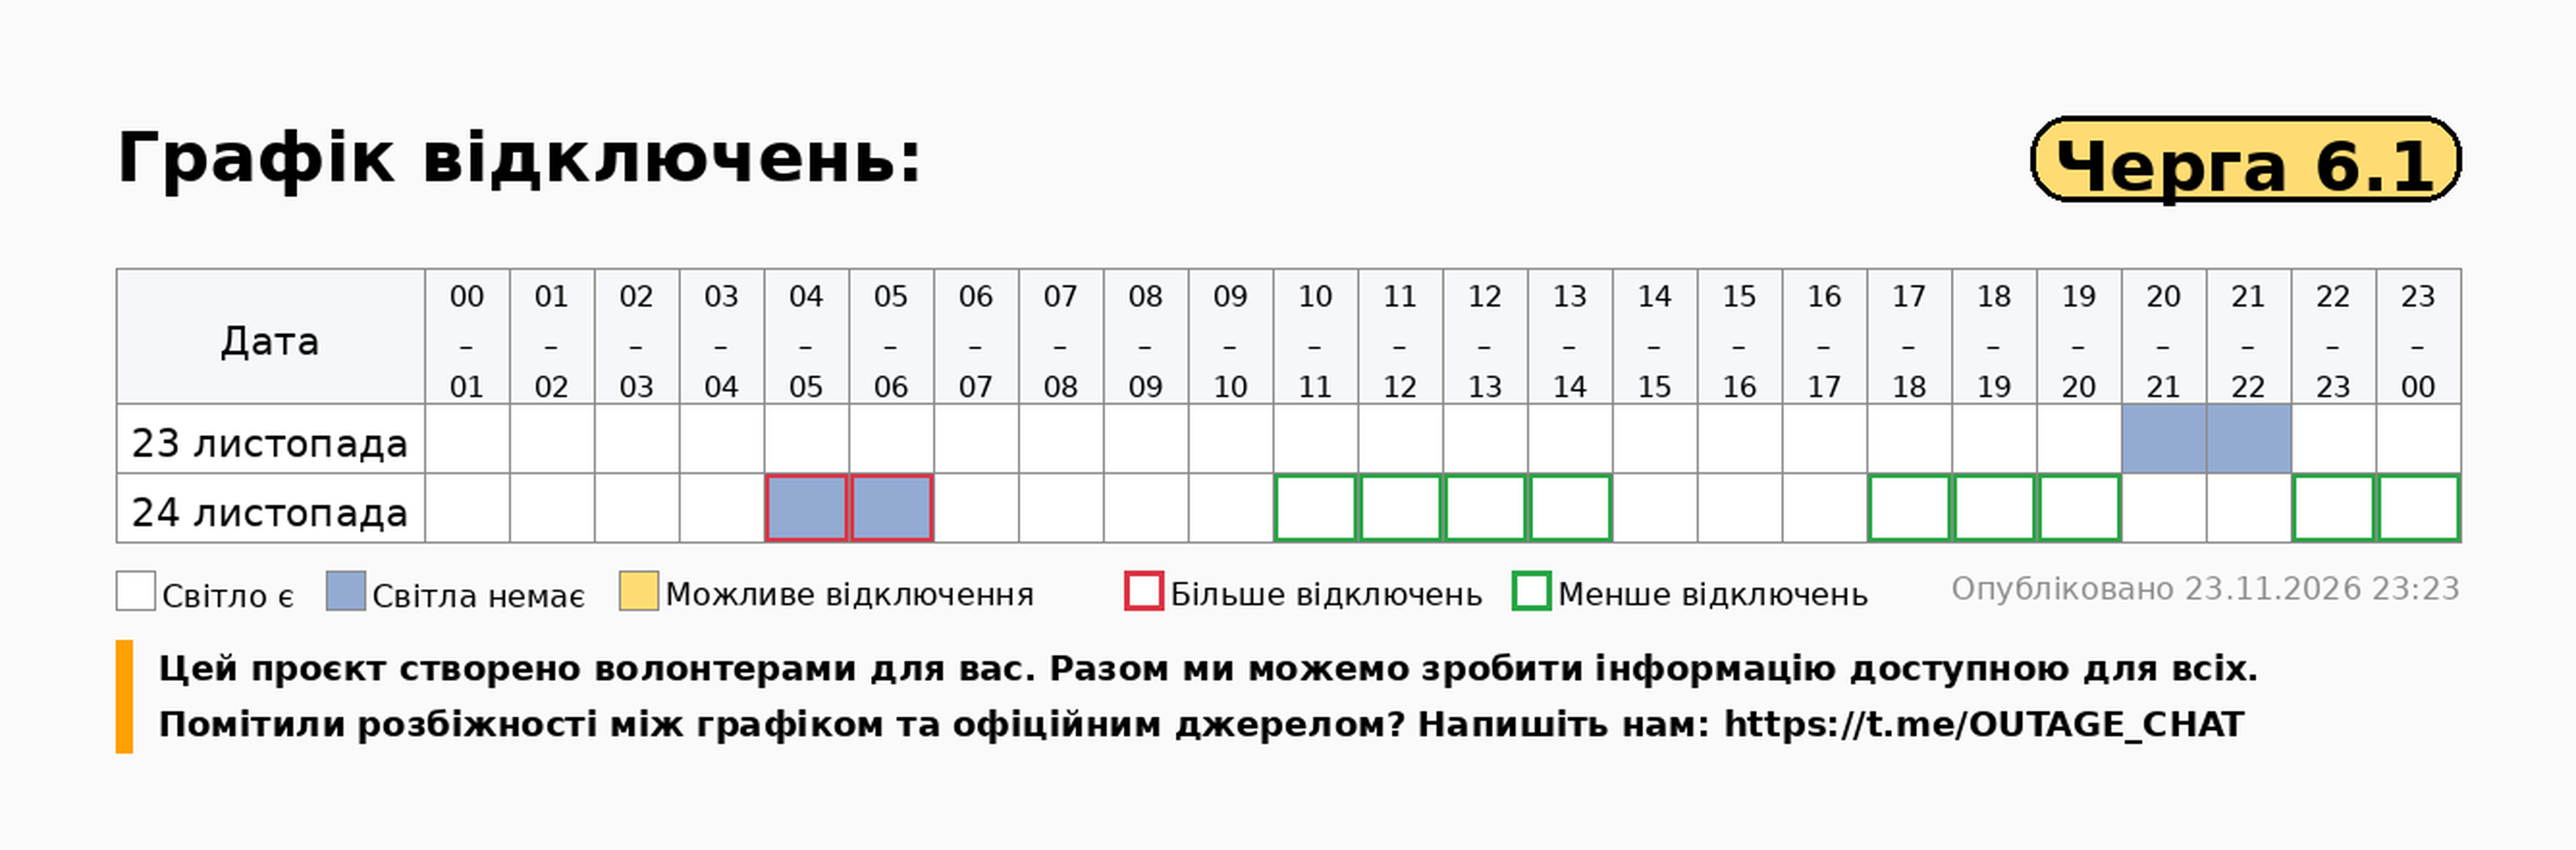 Графік відключень:
Черга 6.1
Дата
00 – 01
01 – 02
02 – 03
03 – 04
04 – 05
05 – 06
06 – 07
07 – 08
08 – 09
09 – 10
10 – 11
11 – 12
12 – 13
13 – 14
14 – 15
15 – 16
16 – 17
17 – 18
18 – 19
19 – 20
20 – 21
21 – 22
22 – 23
23 – 00
23 листопада
24 листопада
Світло є
Світла немає
Можливе відключення
Більше відключень
Менше відключень
Опубліковано 23.11.2026 23:23
Цей проєкт створено волонтерами для вас. Разом ми можемо зробити інформацію доступною для всіх.
Помітили розбіжності між графіком та офіційним джерелом? Напишіть нам: https://t.me/OUTAGE_CHAT